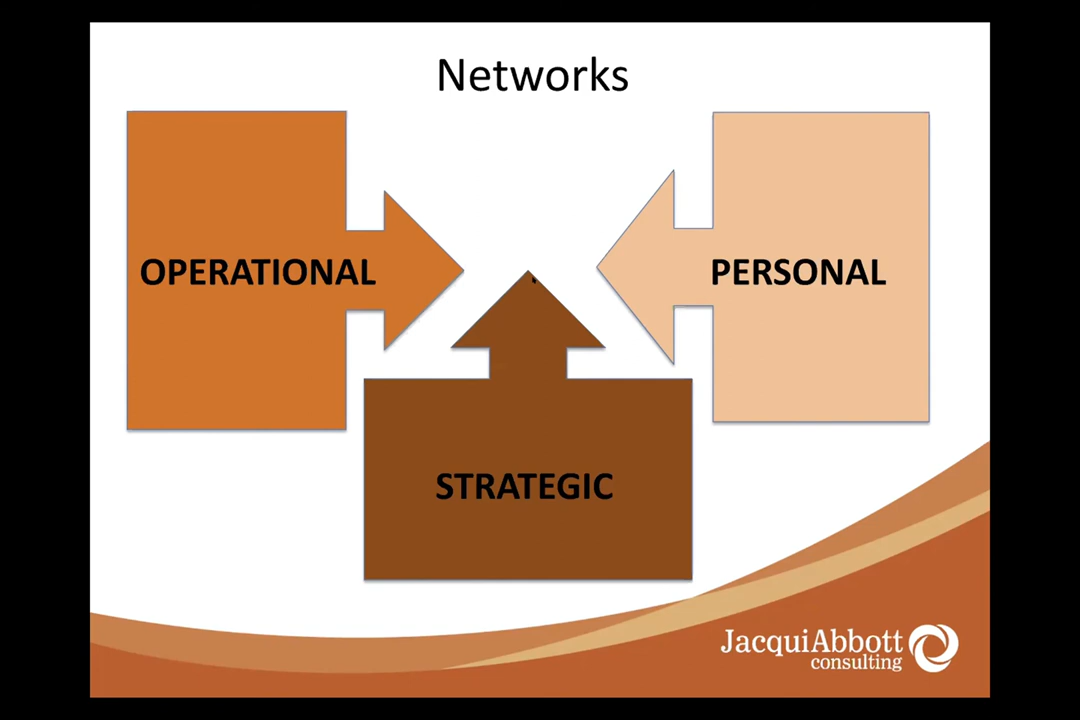 Networks
OPERATIONAL
PERSONAL
STRATEGIC
JacquiAbbott
consulting